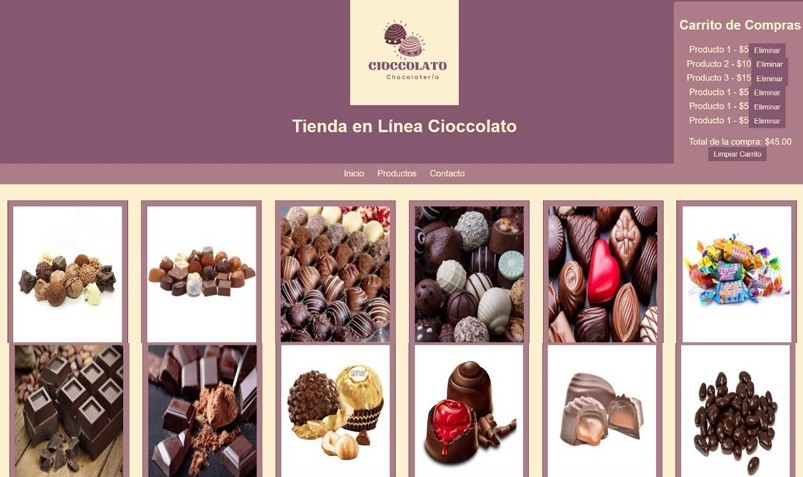 CIOCCOLATO
Chocolatería
Tienda en Línea Cioccolato
Carrito de Compras
Producto 1 - $5 Eliminar
Producto 2 - $10 Eliminar
Producto 3 - $15 Eliminar
Producto 1 - $5 Eliminar
Producto 1 - $5 Eliminar
Producto 1 - $5 Eliminar
Total de la compra: $45.00
Limpiar Carrito
Inicio Productos Contacto